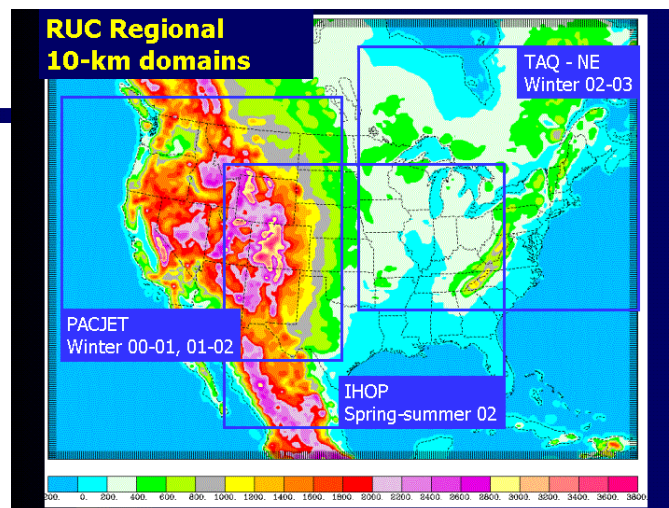 RUC Regional
10-km domains
TAQ - NE
Winter 02-03
PACJET
Winter 00-01, 01-02
IHOP
Spring-summer 02
200. 0. 200. 400. 600. 800. 1000. 1200. 1400. 1600. 1800. 2000. 2200. 2400. 2600. 2800. 3000. 3200. 3400. 3600. 3800.